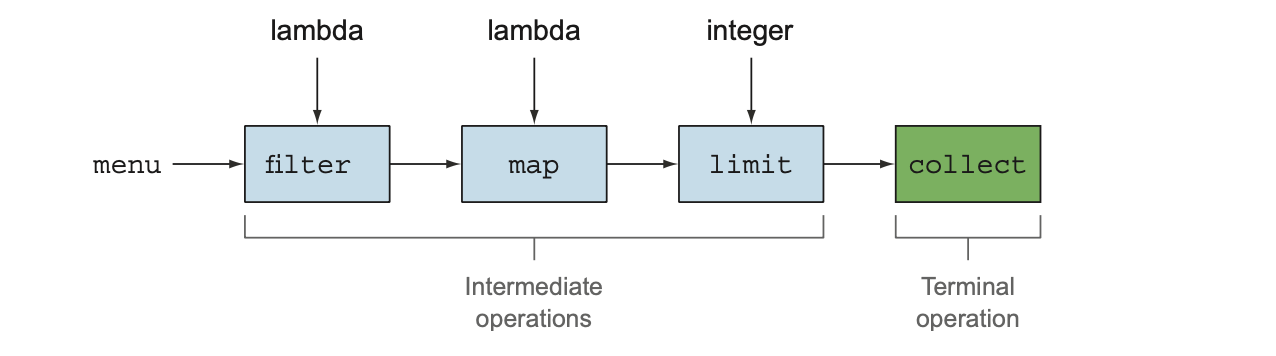 lambda
lambda
integer
menu
filter
map
limit
collect
Intermediate
operations
Terminal
operation